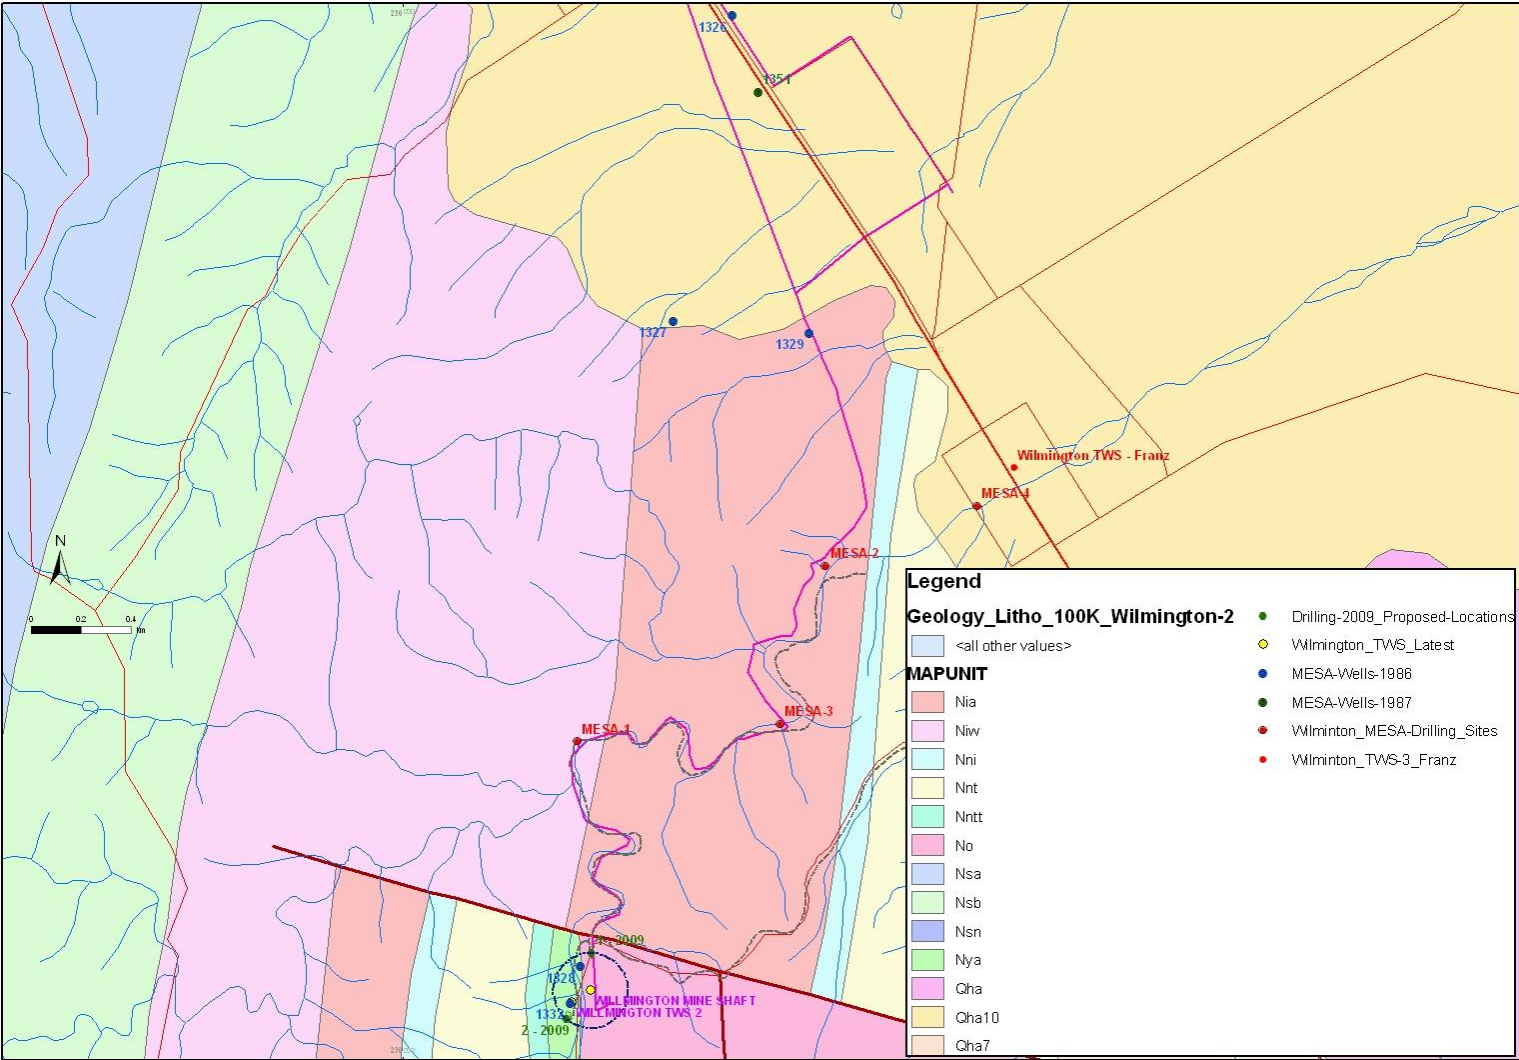 230
1326
1351
1327
1329
Wilmington TWS - Franz
MESA-4
MESA-2
N
0 0.2 0.4
Km
MESA-3
MESA-1
- 2009
1328
WILLMINGTON MINE SHAFT
1332
WILLMINGTON TWS 2
2 - 2009
230
Legend
Geology_Litho_100K_Wilmington-2
<all other values>
MAPUNIT
Nia
Niw
Nni
Nnt
Nntt
No
Nsa
Nsb
Nsn
Nya
Qha
Qha10
Qha7
Drilling-2009_Proposed-Locations
Wilmington_TWS_Latest
MESA-Wells-1986
MESA-Wells-1987
Wilminton_MESA-Drilling_Sites
Wilminton_TWS-3_Franz